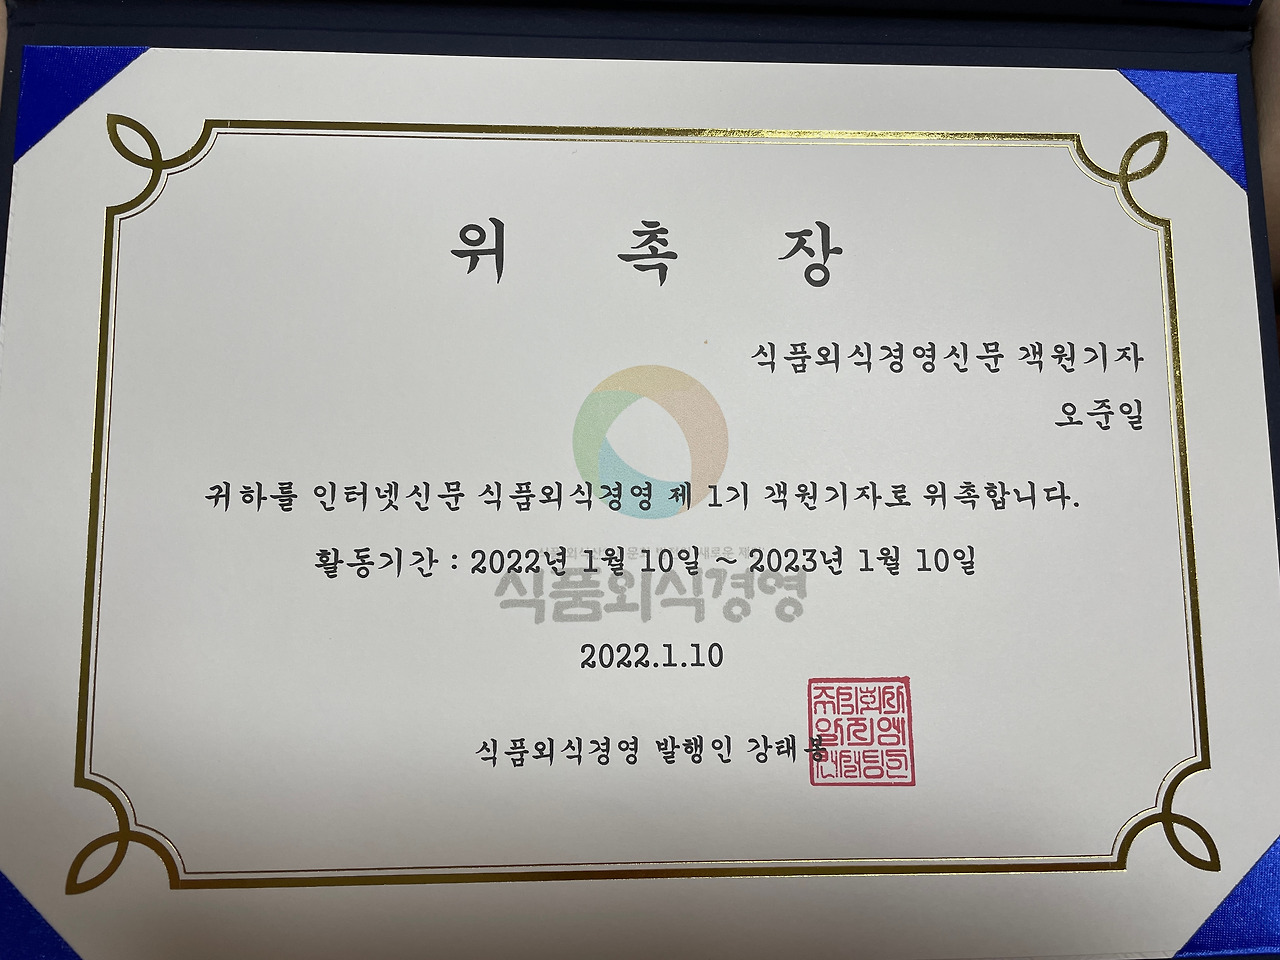 위 촉 장
식품외식경영신문 객원기자
오준일
귀하를 인터넷신문 식품외식경영 제 1기 객원기자로 위촉합니다.
활동기간 : 2022년 1월 10일 ~ 2023년 1월 10일
식품외식경영
2022.1.10
식품외식경영 발행인 강태봉